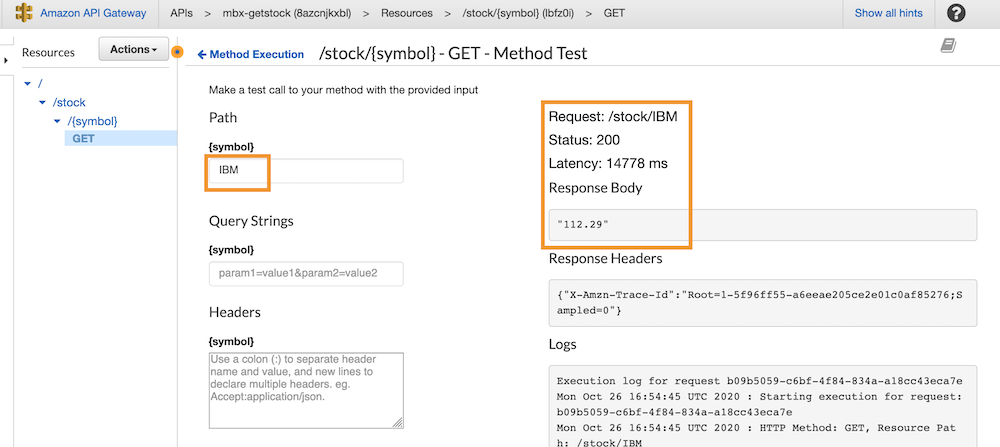 Amazon API Gateway APIs > mbx-getstock (8azcnjkxbl) > Resources > /stock/{symbol} (lbfz0i) > GET Show all hints ?
Resources Actions
Method Execution /stock/{symbol} - GET - Method Test
/
/stock
/{symbol}
GET
Make a test call to your method with the provided input
Path
{symbol}
IBM
Query Strings
{symbol}
param1=value1&param2=value2
Headers
{symbol}
Use a colon (:) to separate header
name and value, and new lines to
declare multiple headers. eg.
Accept:application/json.
Request: /stock/IBM
Status: 200
Latency: 14778 ms
Response Body
"112.29"
Response Headers
{"X-Amzn-Trace-Id":"Root=1-5f96ff55-a6eeae205ce2e01c0af85276;S
ampled=0"}
Logs
Execution log for request b09b5059-c6bf-4f84-834a-a18cc43eca7e
Mon Oct 26 16:54:45 UTC 2020 : Starting execution for request:
b09b5059-c6bf-4f84-834a-a18cc43eca7e
Mon Oct 26 16:54:45 UTC 2020 : HTTP Method: GET, Resource Pat
h: /stock/IBM